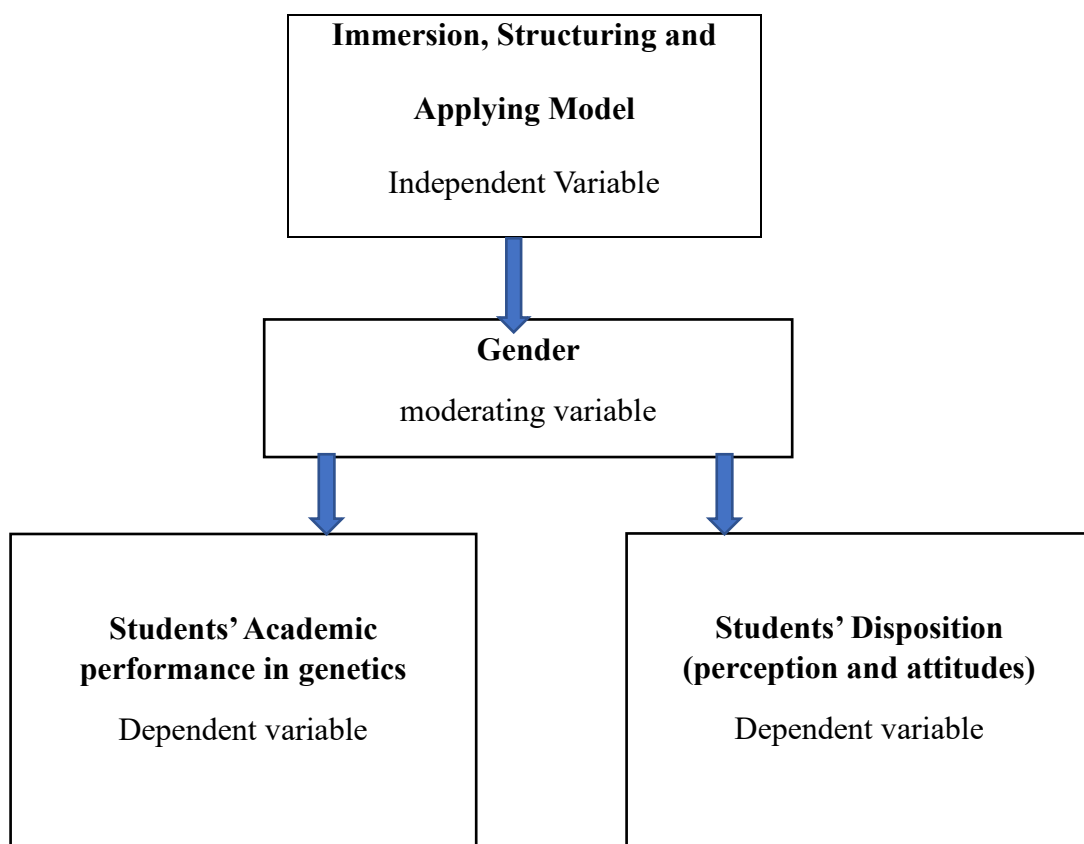 Immersion, Structuring and
Applying Model
Independent Variable
Gender
moderating variable
Students’ Academic
performance in genetics
Dependent variable
Students’ Disposition
(perception and attitudes)
Dependent variable